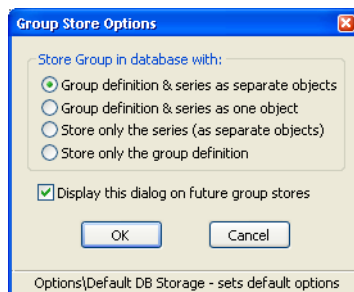 Group Store Options
Store Group in database with:
Group definition & series as separate objects
Group definition & series as one object
Store only the series (as separate objects)
Store only the group definition
Display this dialog on future group stores
OK
Cancel
Options\Default DB Storage - sets default options